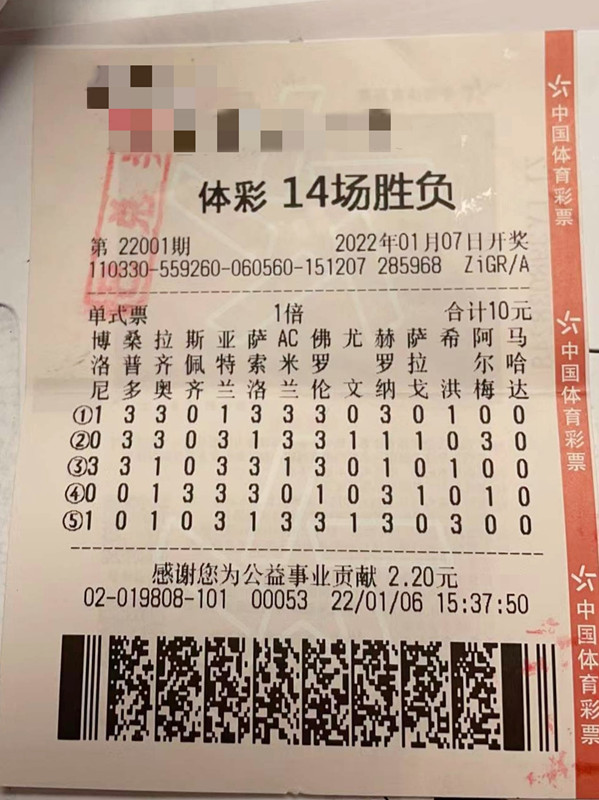 体彩 14场胜负
第 22001期 2022年01月07日开奖
110330-559260-060560-151207 285968 ZiGR/A
单式票 1倍 合计10元
博洛尼
桑普多
拉齐奥
斯佩齐
亚特兰
萨索洛
AC米兰
佛罗伦
尤文
赫罗纳
萨拉戈
希洪
阿尔梅
马哈达
①1 3 3 0 1 3 3 3 0 3 0 1 0 0
②0 3 3 0 3 1 3 3 1 1 1 0 3 0
③3 3 1 0 3 3 1 3 0 1 0 1 0 0
④0 0 1 3 3 3 0 1 0 3 1 0 1 0
⑤1 0 1 0 3 1 3 3 1 3 0 3 0 0
感谢您为公益事业贡献 2.20元
02-019808-101 00053 22/01/06 15:37:50
中国体育彩票
中国体育彩票
中国体育彩票